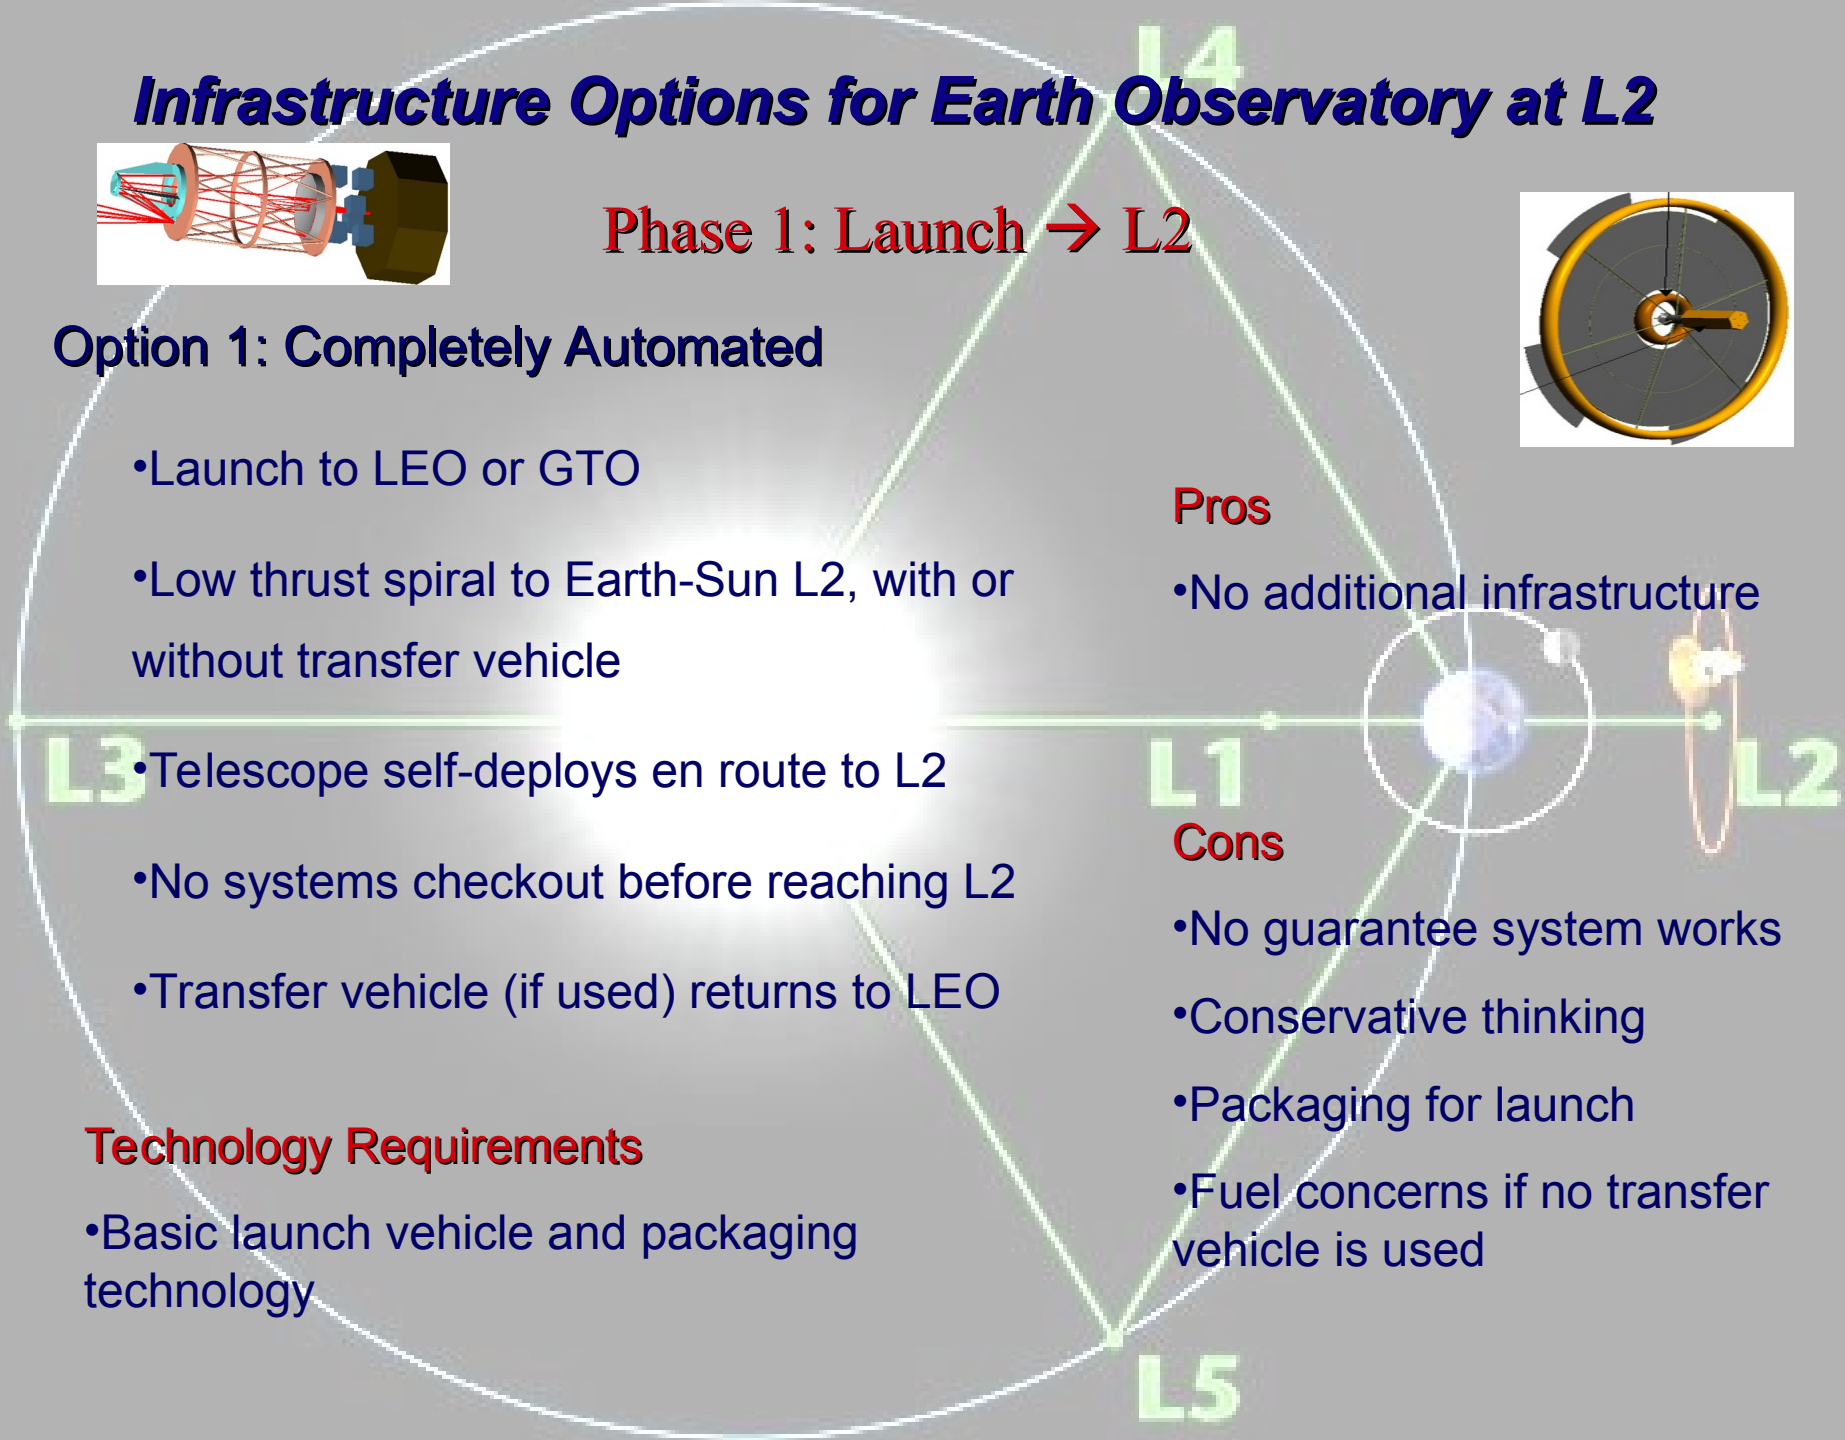 L4
Infrastructure Options for Earth Observatory at L2
Phase 1: Launch → L2
Option 1: Completely Automated
•Launch to LEO or GTO
•Low thrust spiral to Earth-Sun L2, with or
without transfer vehicle
•Telescope self-deploys en route to L2
•No systems checkout before reaching L2
•Transfer vehicle (if used) returns to LEO
Technology Requirements
•Basic launch vehicle and packaging
technology
Pros
•No additional infrastructure
Cons
•No guarantee system works
•Conservative thinking
•Packaging for launch
•Fuel concerns if no transfer
vehicle is used
L3
L1
L2
L5